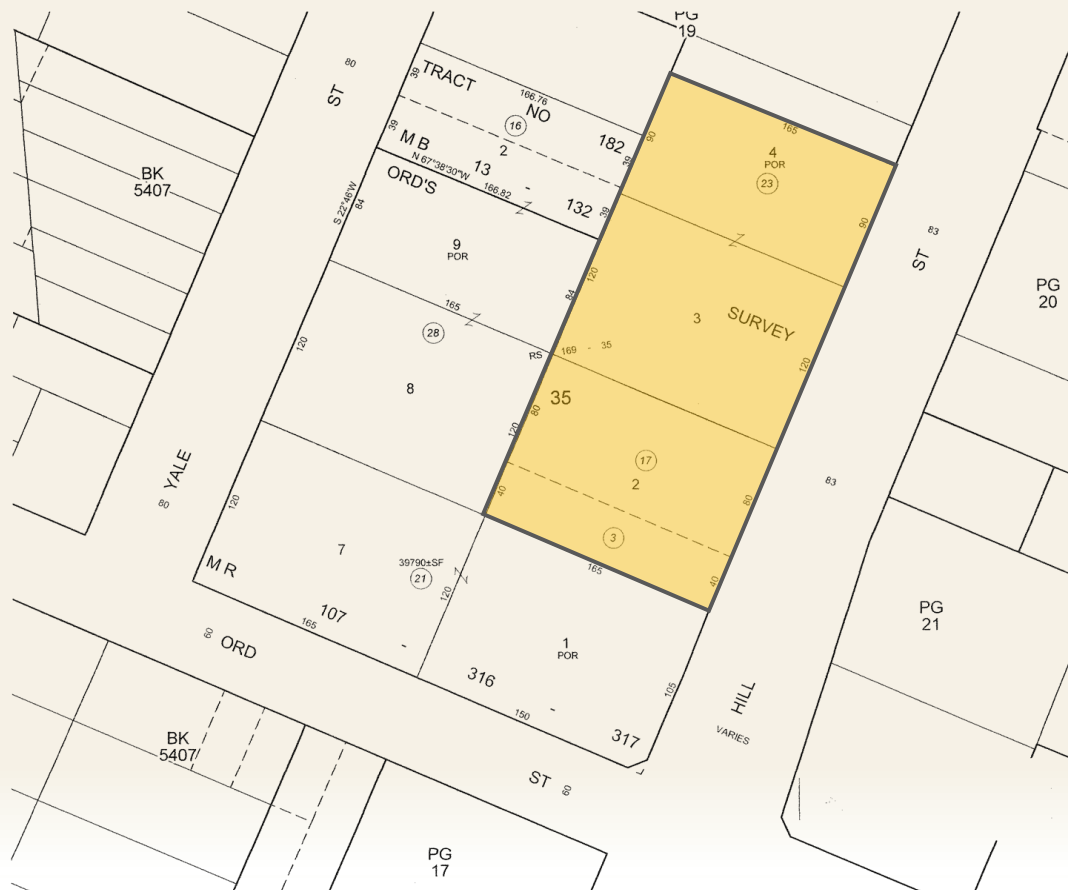 PG
19
80
ST
39
TRACT
166.76
NO
16
39
M B
2
182
39
90
165
4
POR
23
BK
5407
N 67°38'30"W
13
166.82
-
132
39
ORD'S
S 22°46'W
84
9
POR
90
83
ST
PG
20
120
84
165
28
3
SURVEY
RS
169 - 35
120
120
8
35
80
120
YALE
80
17
2
83
40
80
120
3
7
39790±SF
21
165
40
M R
120
107
165
-
1
POR
PG
21
60
ORD
316
105
150
-
HILL
VARIES
317
BK
5407
ST
60
PG
17